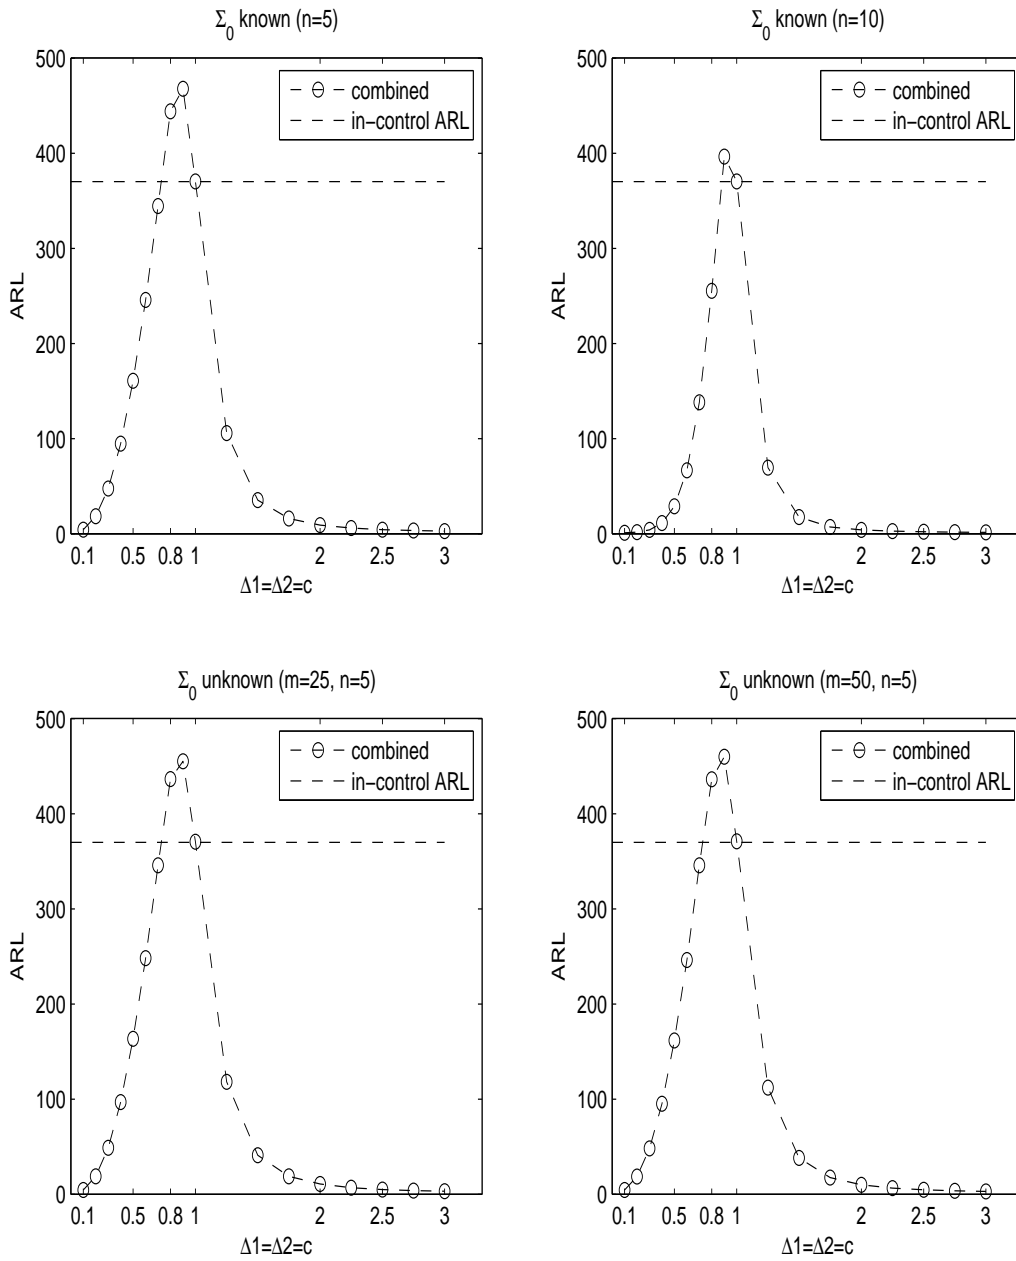 Σ0 known (n=5)
500
400
300
200
100
0
ARL
combined
in−control ARL
0.1 0.5 0.8 1 2 2.5 3
Δ1=Δ2=c
Σ0 known (n=10)
500
400
300
200
100
0
ARL
combined
in−control ARL
0.1 0.5 0.8 1 2 2.5 3
Δ1=Δ2=c
Σ0 unknown (m=25, n=5)
500
400
300
200
100
0
ARL
combined
in−control ARL
0.1 0.5 0.8 1 2 2.5 3
Δ1=Δ2=c
Σ0 unknown (m=50, n=5)
500
400
300
200
100
0
ARL
combined
in−control ARL
0.1 0.5 0.8 1 2 2.5 3
Δ1=Δ2=c